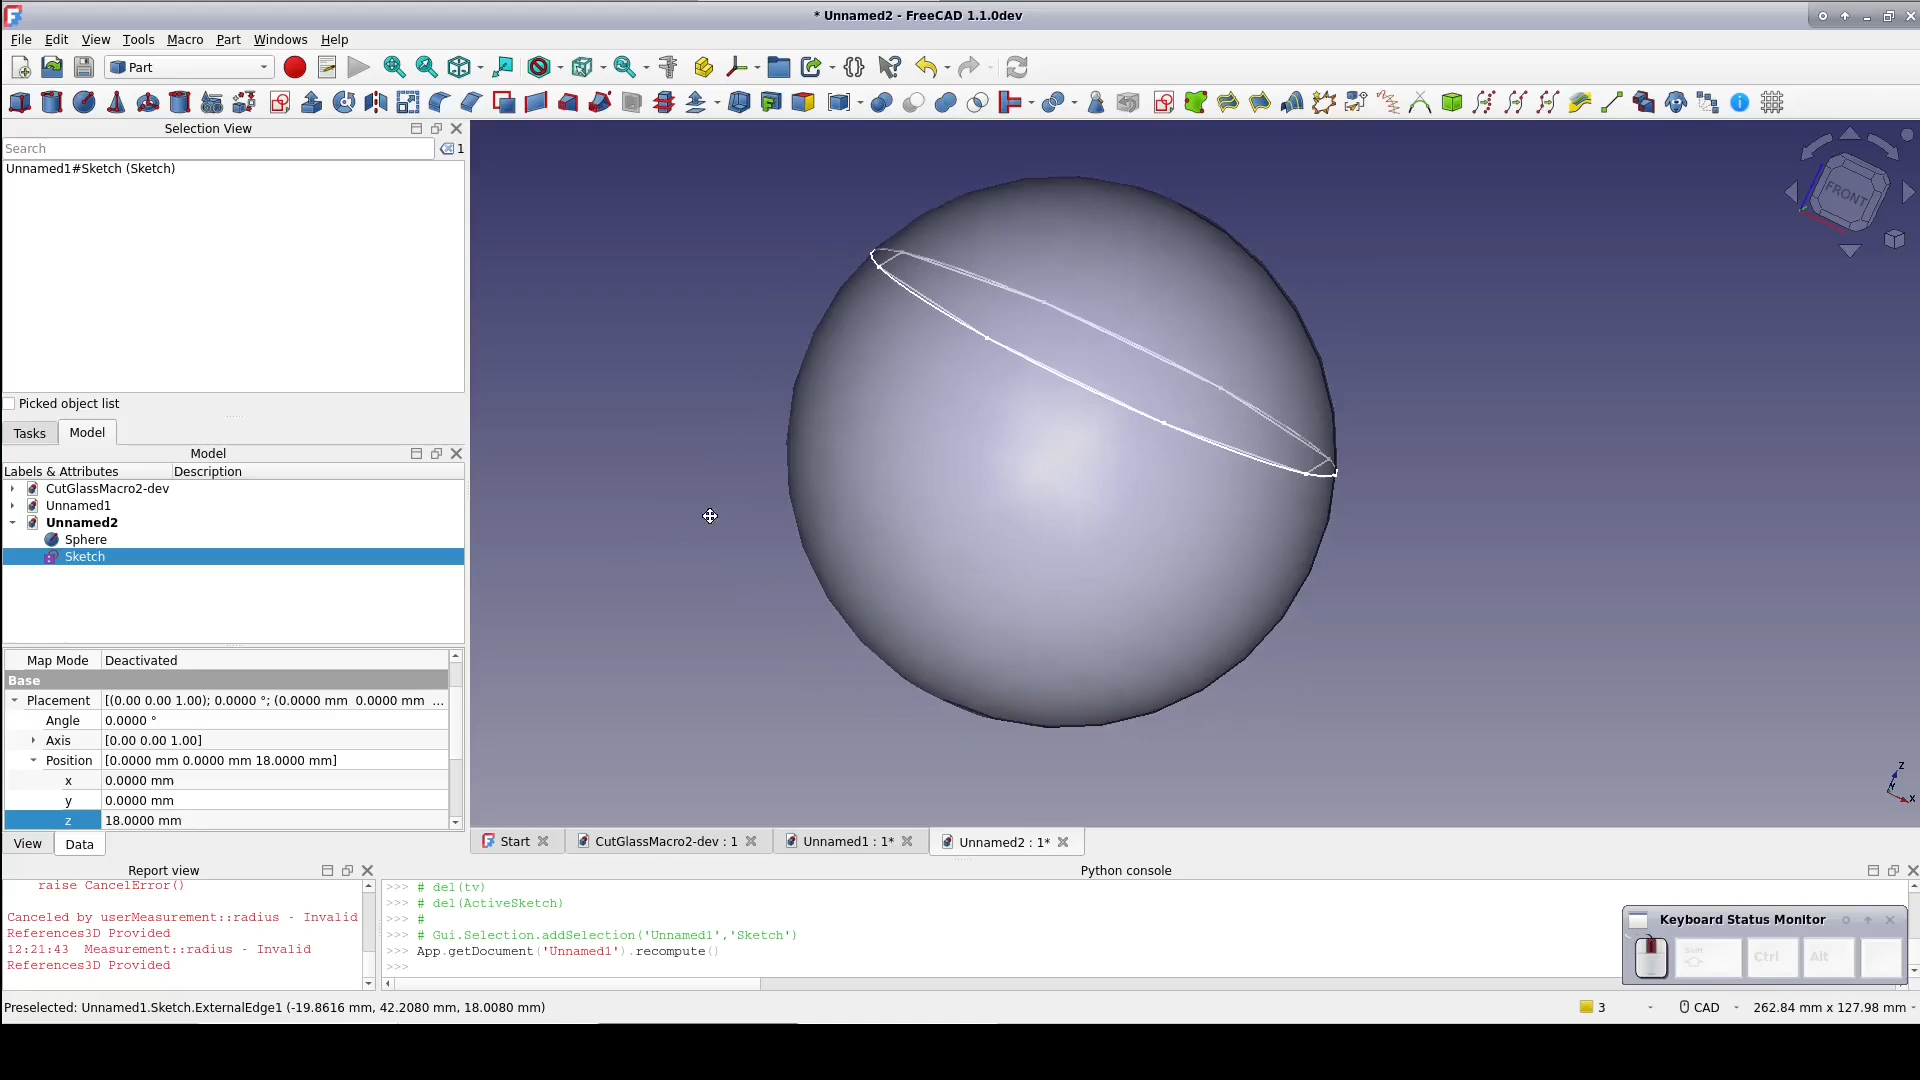 * Unnamed2 - FreeCAD 1.1.0dev
File Edit View Tools Macro Part Windows Help
Part
Selection View
Search
1
Unnamed1#Sketch (Sketch)
FRONT
Picked object list
Tasks Model
Model
Labels & Attributes Description
CutGlassMacro2-dev
Unnamed1
Unnamed2
Sphere
Sketch
Map Mode Deactivated
Base
Placement [(0.00 0.00 1.00); 0.0000 °; (0.0000 mm 0.0000 mm ...
Angle 0.0000 °
Axis [0.00 0.00 1.00]
Position [0.0000 mm 0.0000 mm 18.0000 mm]
x 0.0000 mm
y 0.0000 mm
z 18.0000 mm
Z
Y
X
View Data
Start CutGlassMacro2-dev : 1 Unnamed1 : 1* Unnamed2 : 1*
Report view
raise CancelError()
Canceled by userMeasurement::radius - Invalid
References3D Provided
12:21:43 Measurement::radius - Invalid
References3D Provided
Python console
>>> # del(tv)
>>> # del(ActiveSketch)
>>> #
>>> # Gui.Selection.addSelection('Unnamed1','Sketch')
>>> App.getDocument('Unnamed1').recompute()
>>>
Keyboard Status Monitor
Shift Ctrl Alt
Preselected: Unnamed1.Sketch.ExternalEdge1 (-19.8616 mm, 42.2080 mm, 18.0080 mm)
3 CAD 262.84 mm x 127.98 mm